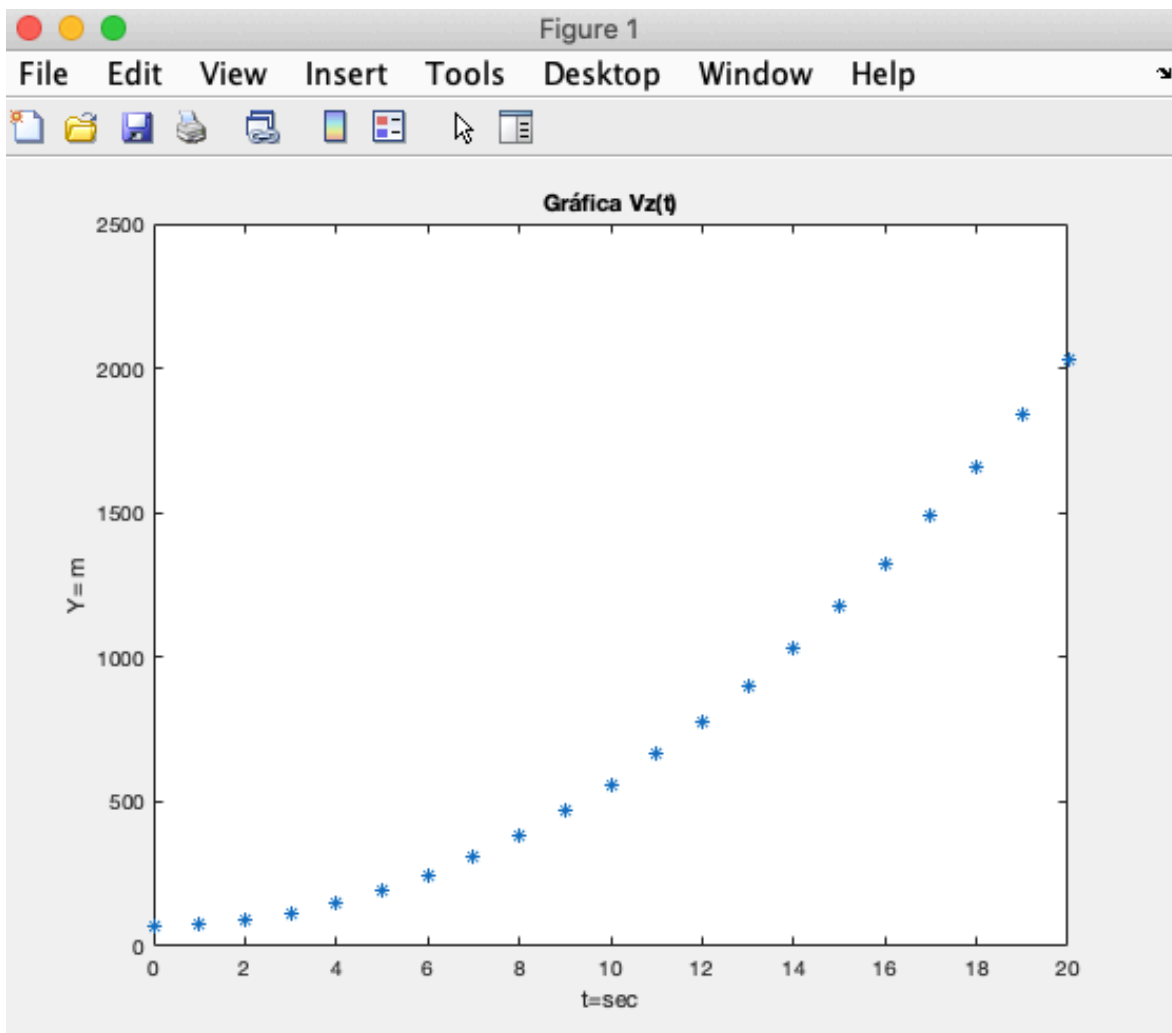 Figure 1
File Edit View Insert Tools Desktop Window Help
Gráfica Vz(t)
2500
2000
1500
1000
500
0
Y= m
0 2 4 6 8 10 12 14 16 18 20
t=sec